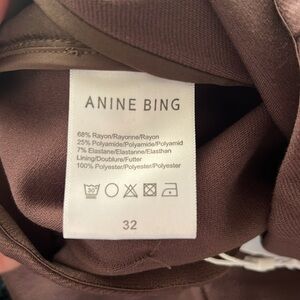 ANINE BING
68% Rayon/Rayonne/Rayon
25% Polyamide/Polyamide/Polyamid
7% Elastane/Elastanne/Elasthan
Lining/Doublure/Futter
100% Polyester/Polyester/Polyester
32